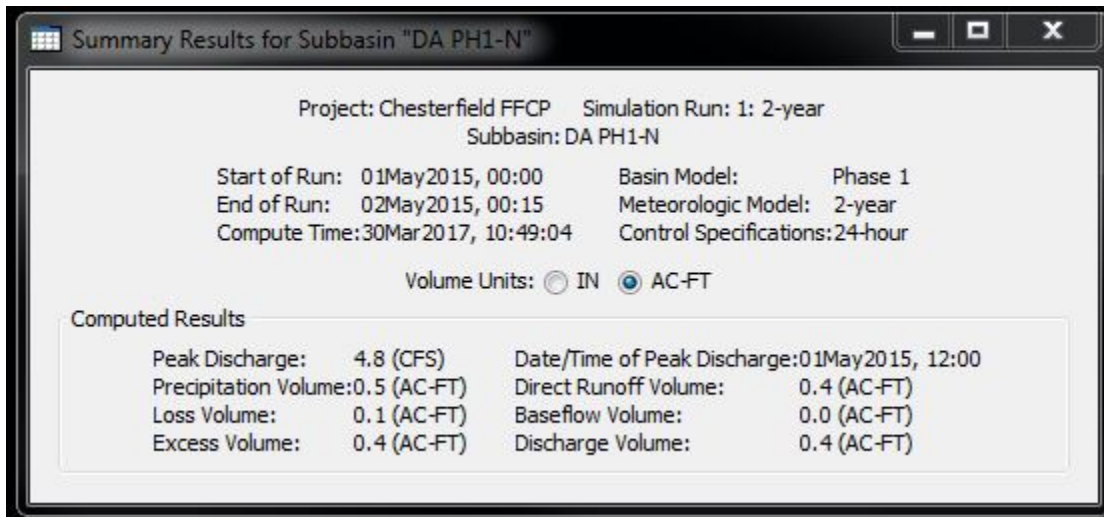 Summary Results for Subbasin "DA PH1-N"
Project: Chesterfield FFCP Simulation Run: 1: 2-year
Subbasin: DA PH1-N
Start of Run: 01May2015, 00:00 Basin Model: Phase 1
End of Run: 02May2015, 00:15 Meteorologic Model: 2-year
Compute Time:30Mar2017, 10:49:04 Control Specifications:24-hour
Volume Units: IN AC-FT
Computed Results
Peak Discharge: 4.8 (CFS) Date/Time of Peak Discharge:01May2015, 12:00
Precipitation Volume:0.5 (AC-FT) Direct Runoff Volume: 0.4 (AC-FT)
Loss Volume: 0.1 (AC-FT) Baseflow Volume: 0.0 (AC-FT)
Excess Volume: 0.4 (AC-FT) Discharge Volume: 0.4 (AC-FT)